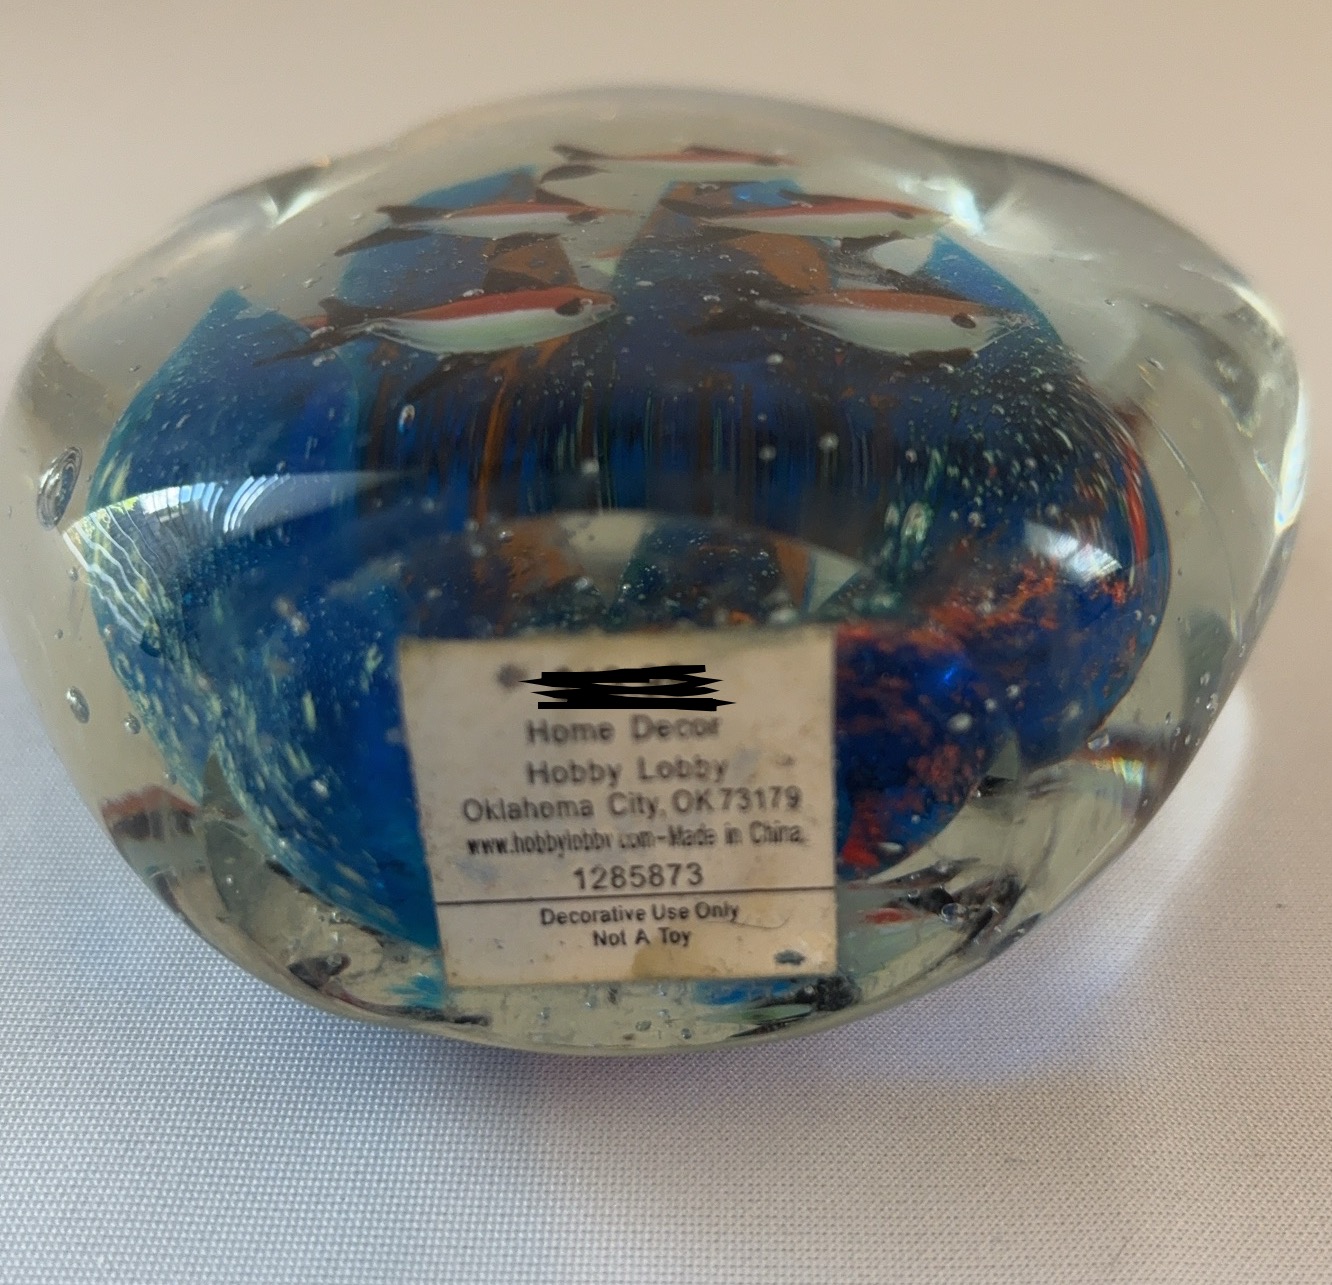 Home Decor
Hobby Lobby
Oklahoma City, OK 73179
www.hobbylobby.com-Made in China.
1285873
Decorative Use Only
Not A Toy